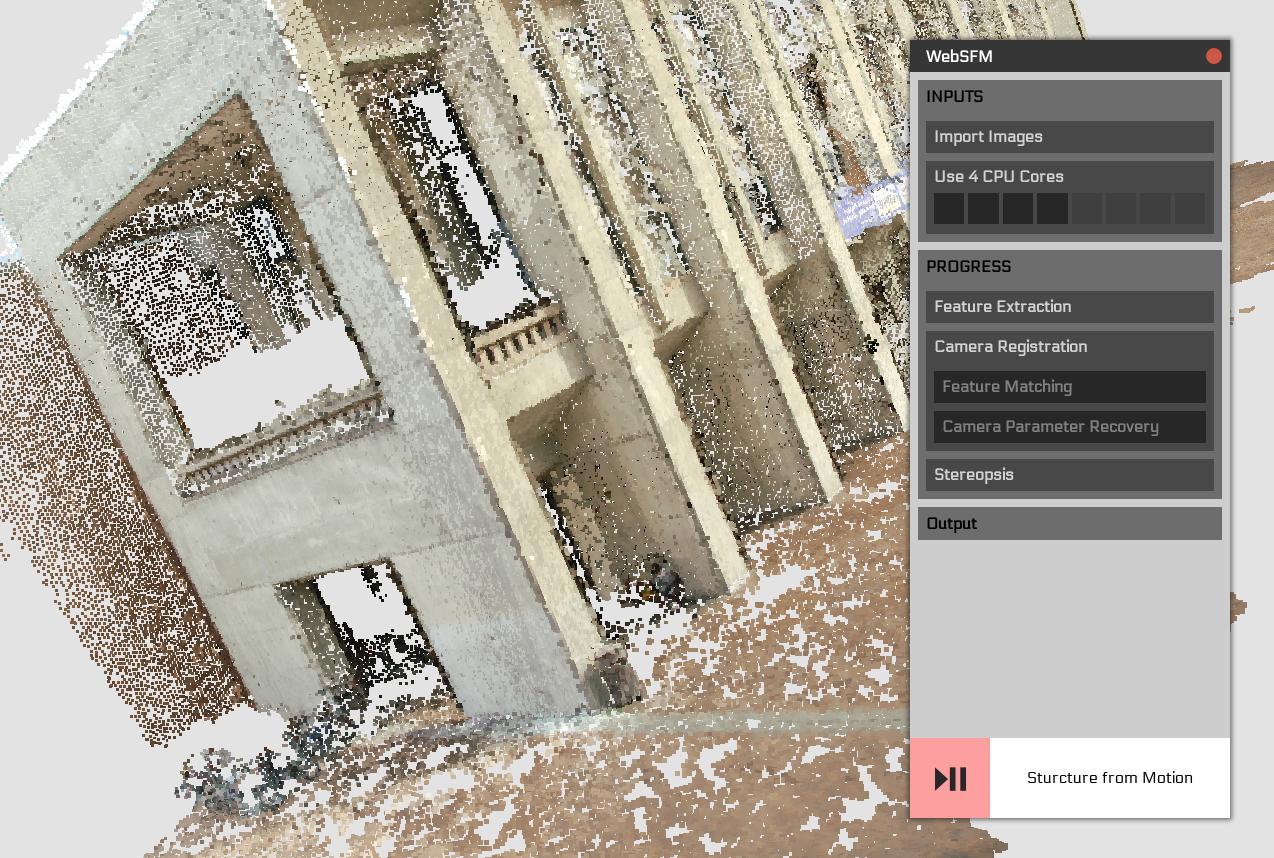 WebSFM
INPUTS
Import Images
Use 4 CPU Cores
PROGRESS
Feature Extraction
Camera Registration
Feature Matching
Camera Parameter Recovery
Stereopsis
Output
Sturcture from Motion